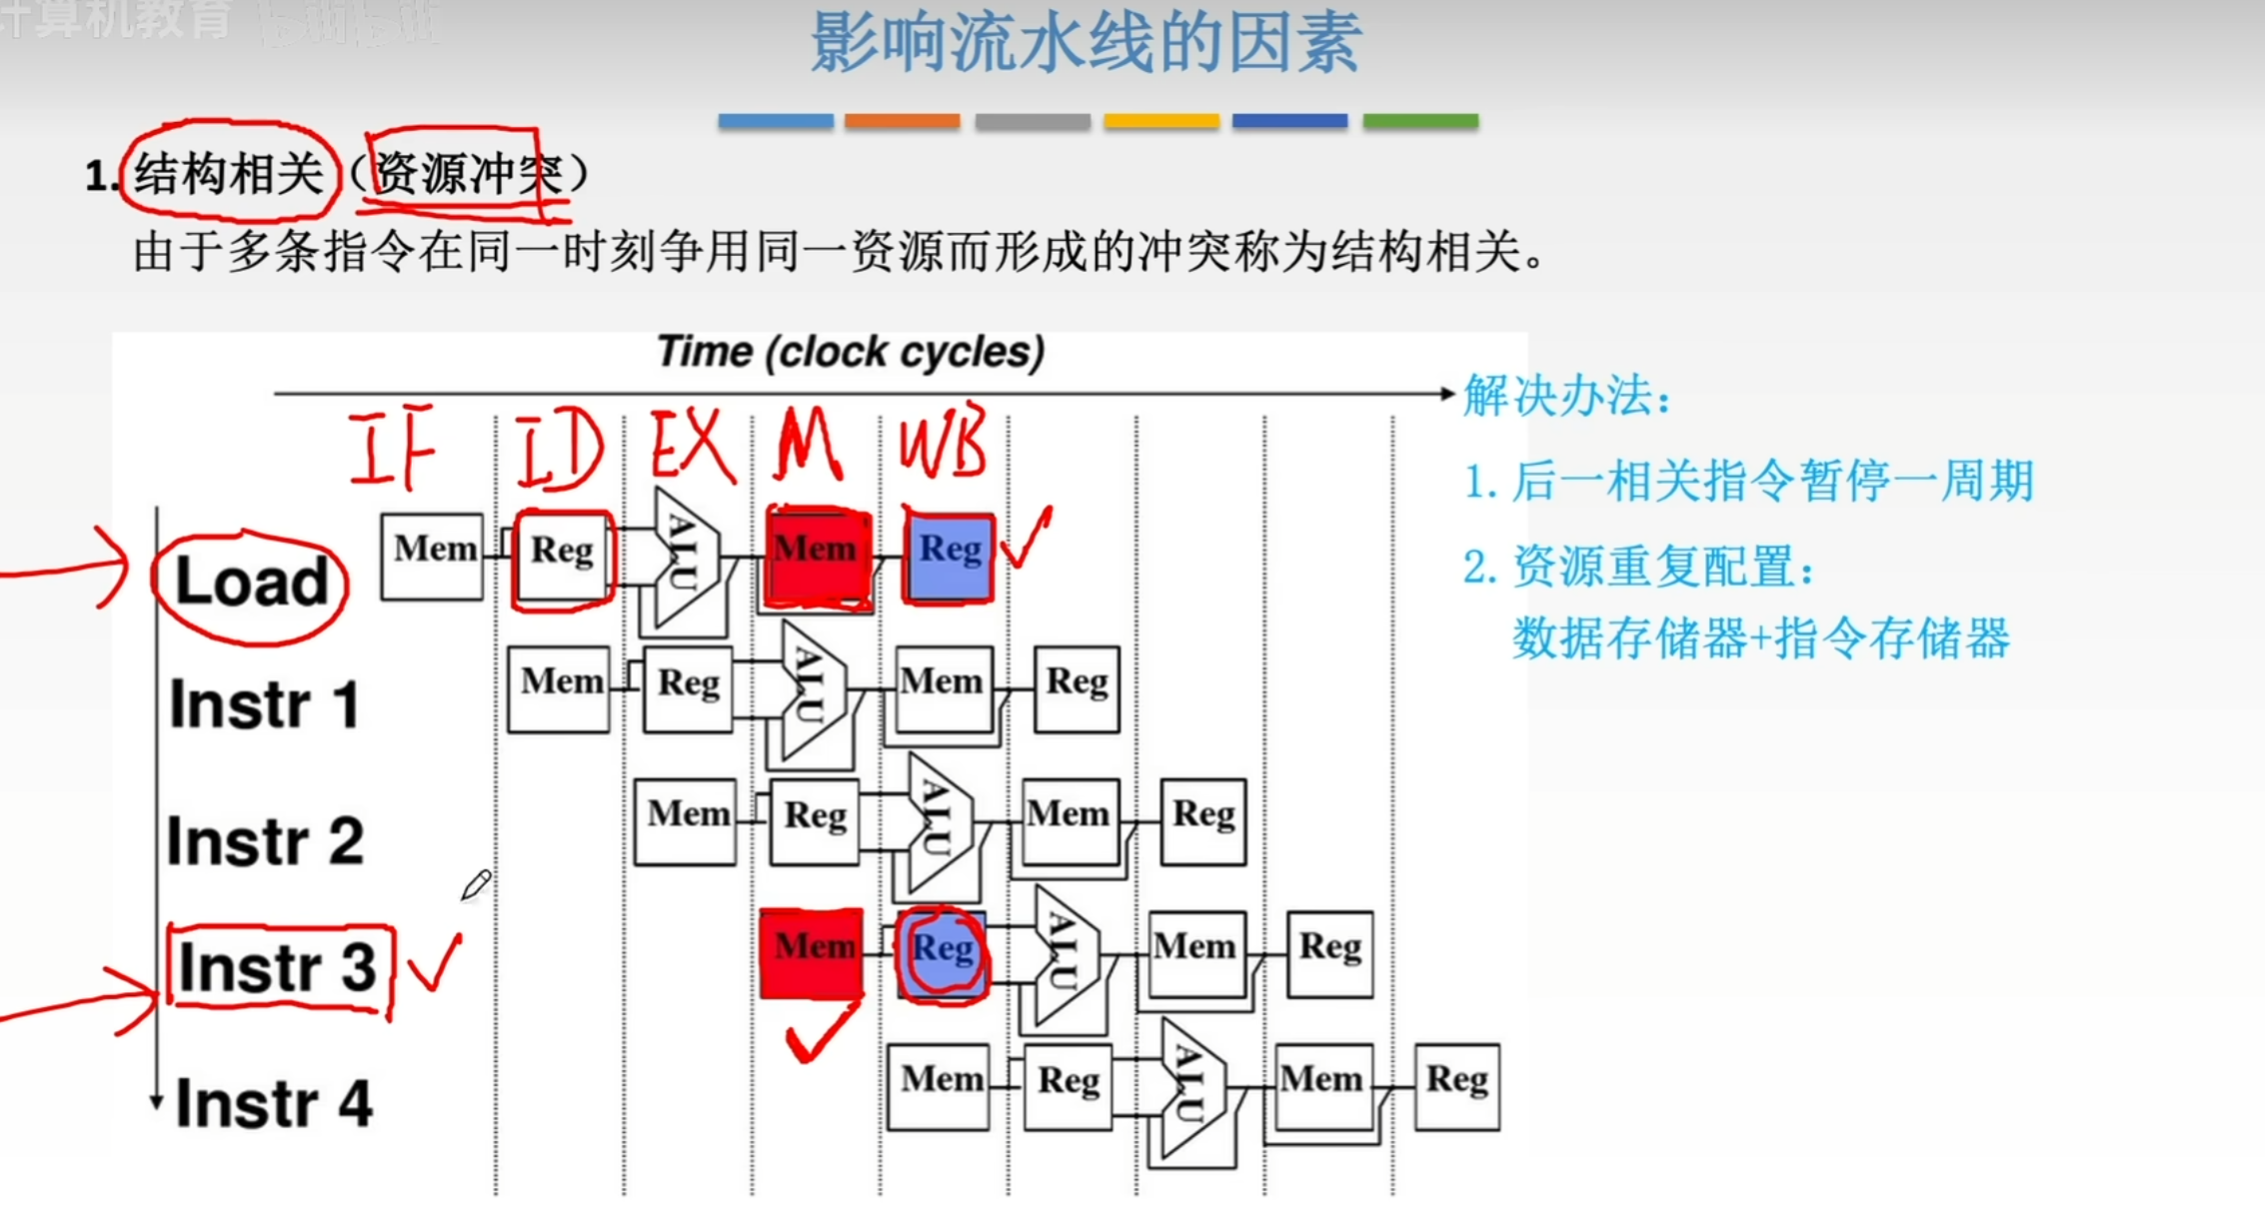 计算机教育 bilibili
影响流水线的因素
1. 结构相关（资源冲突）
由于多条指令在同一时刻争用同一资源而形成的冲突称为结构相关。
Time (clock cycles)
解决办法：
1. 后一相关指令暂停一周期
2. 资源重复配置：
数据存储器+指令存储器
IF ID EX M WB
Load Mem Reg ALU Mem Reg
Instr 1 Mem Reg ALU Mem Reg
Instr 2 Mem Reg ALU Mem Reg
Instr 3 Mem Reg ALU Mem Reg
Instr 4 Mem Reg ALU Mem Reg